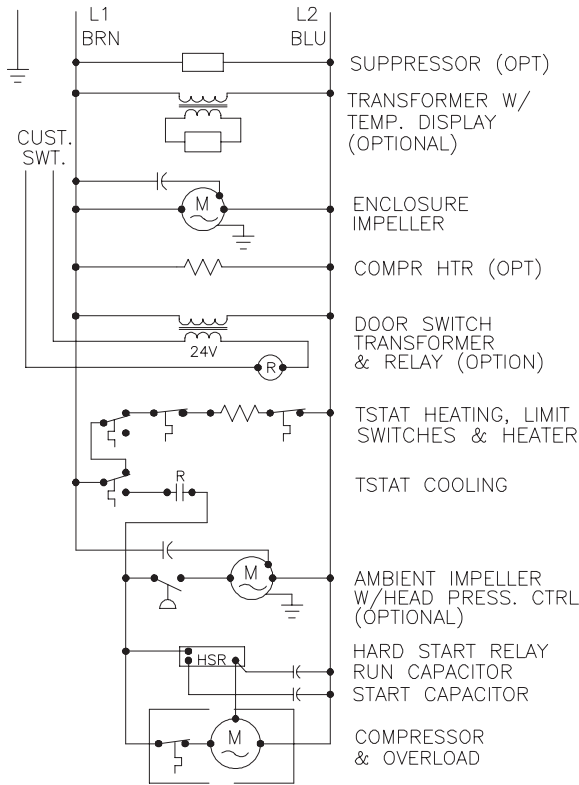 L1
L2
BRN
BLU
SUPPRESSOR (OPT)
TRANSFORMER W/
TEMP. DISPLAY
(OPTIONAL)
CUST.
SWT.
M
ENCLOSURE
IMPELLER
COMPR HTR (OPT)
DOOR SWITCH
TRANSFORMER
& RELAY (OPTION)
24V
R
TSTAT HEATING, LIMIT
SWITCHES & HEATER
R
TSTAT COOLING
M
AMBIENT IMPELLER
W/HEAD PRESS. CTRL
(OPTIONAL)
HARD START RELAY
HSR
RUN CAPACITOR
START CAPACITOR
M
COMPRESSOR
& OVERLOAD